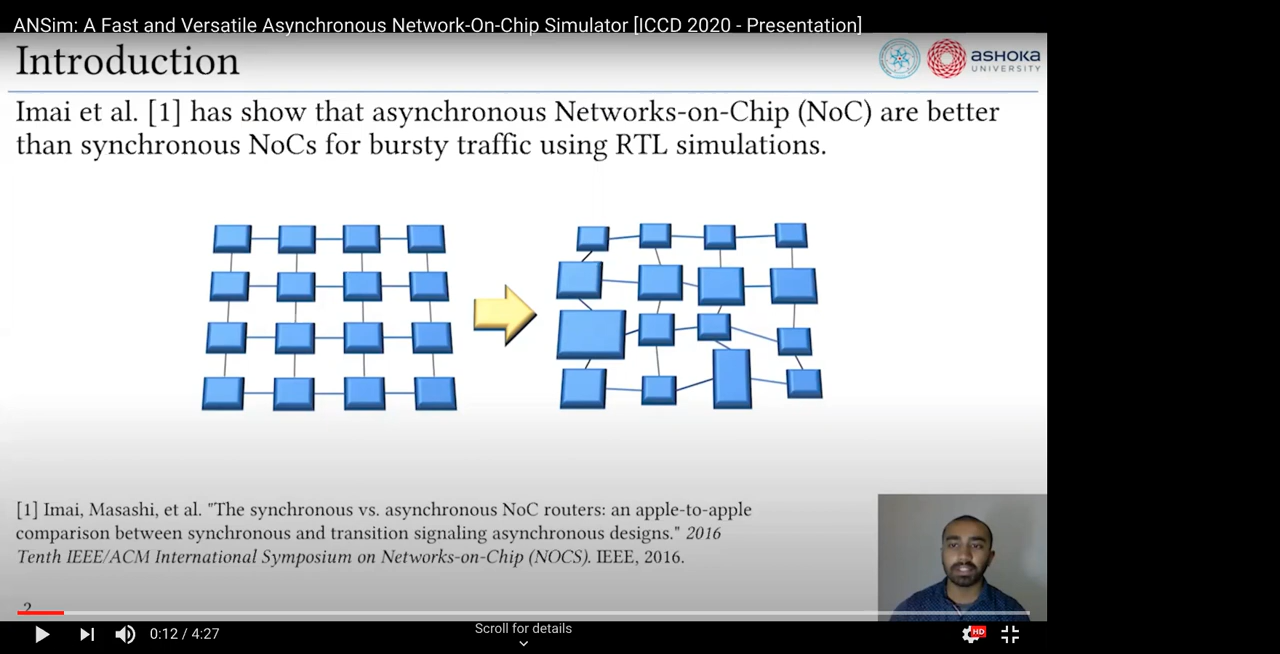 ANSim: A Fast and Versatile Asynchronous Network-On-Chip Simulator [ICCD 2020 - Presentation]
Introduction
ASHOKA
UNIVERSITY
Imai et al. [1] has show that asynchronous Networks-on-Chip (NoC) are better
than synchronous NoCs for bursty traffic using RTL simulations.
[1] Imai, Masashi, et al. "The synchronous vs. asynchronous NoC routers: an apple-to-apple
comparison between synchronous and transition signaling asynchronous designs." 2016
Tenth IEEE/ACM International Symposium on Networks-on-Chip (NOCS). IEEE, 2016.
2
0:12 / 4:27
Scroll for details
HD